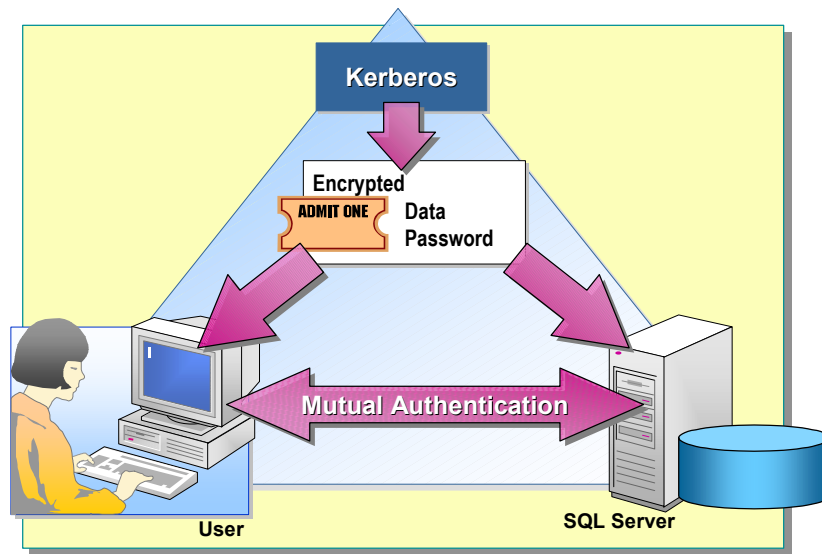 Kerberos
Encrypted
ADMIT ONE
Data
Password
Mutual Authentication
User
SQL Server